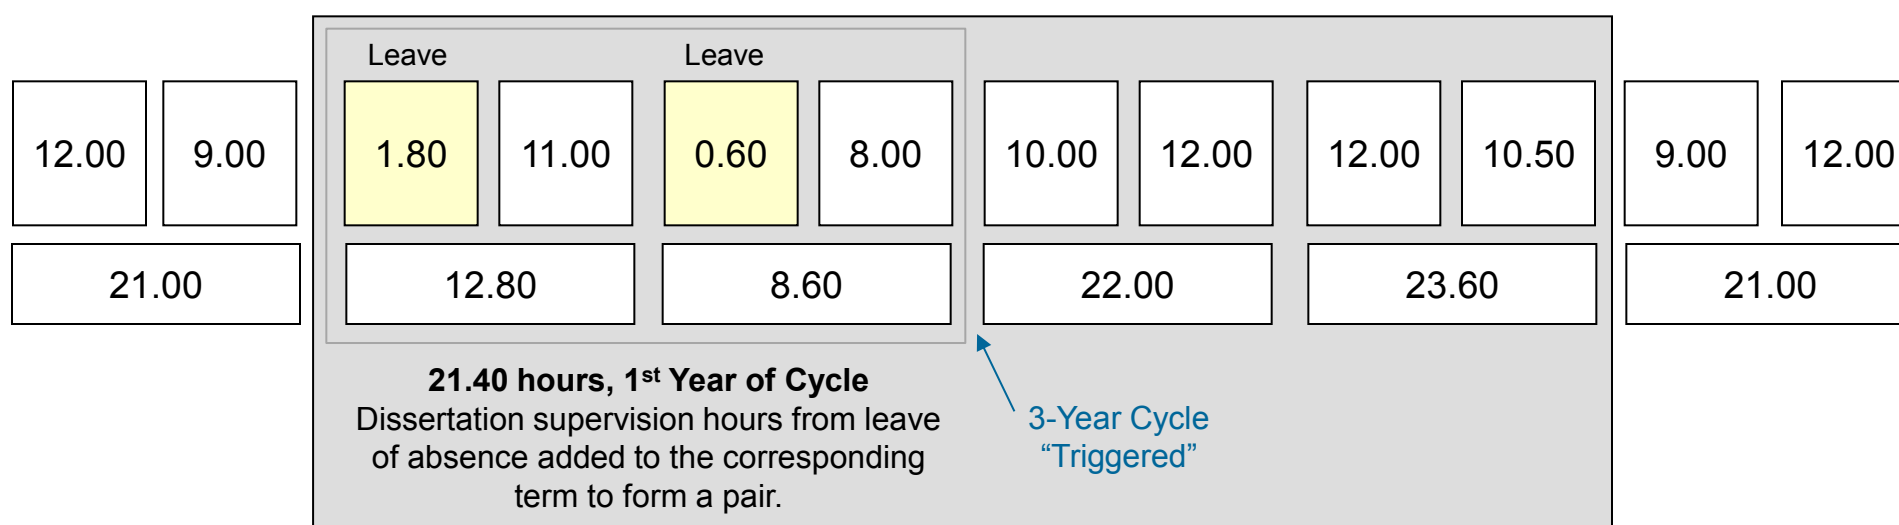 Leave Leave
12.00 9.00 1.80 11.00 0.60 8.00 10.00 12.00 12.00 10.50 9.00 12.00
21.00 12.80 8.60 22.00 23.60 21.00
21.40 hours, 1st Year of Cycle
Dissertation supervision hours from leave
of absence added to the corresponding
term to form a pair.
3-Year Cycle
“Triggered”